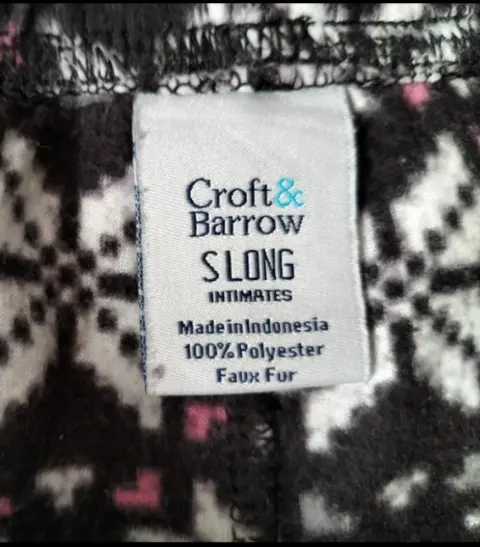 Croft&
Barrow
S LONG
INTIMATES
MadeinIndonesia
100% Polyester
Faux Fur